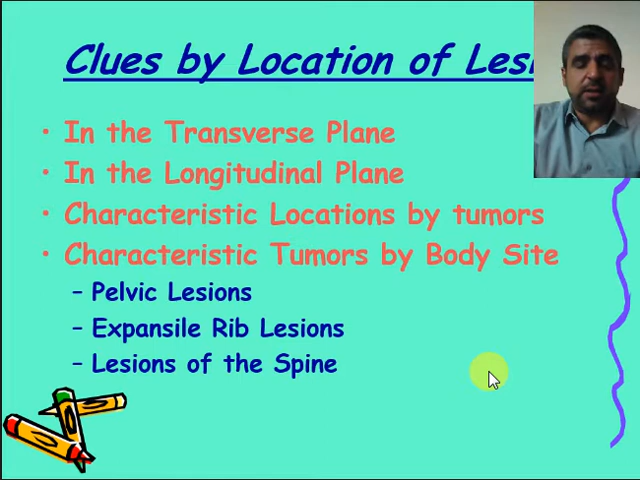 Clues by Location of
• In the Transverse Plane
• In the Longitudinal Plane
• Characteristic Locations by tumors
• Characteristic Tumors by Body Site
– Pelvic Lesions
– Expansile Rib Lesions
– Lesions of the Spine